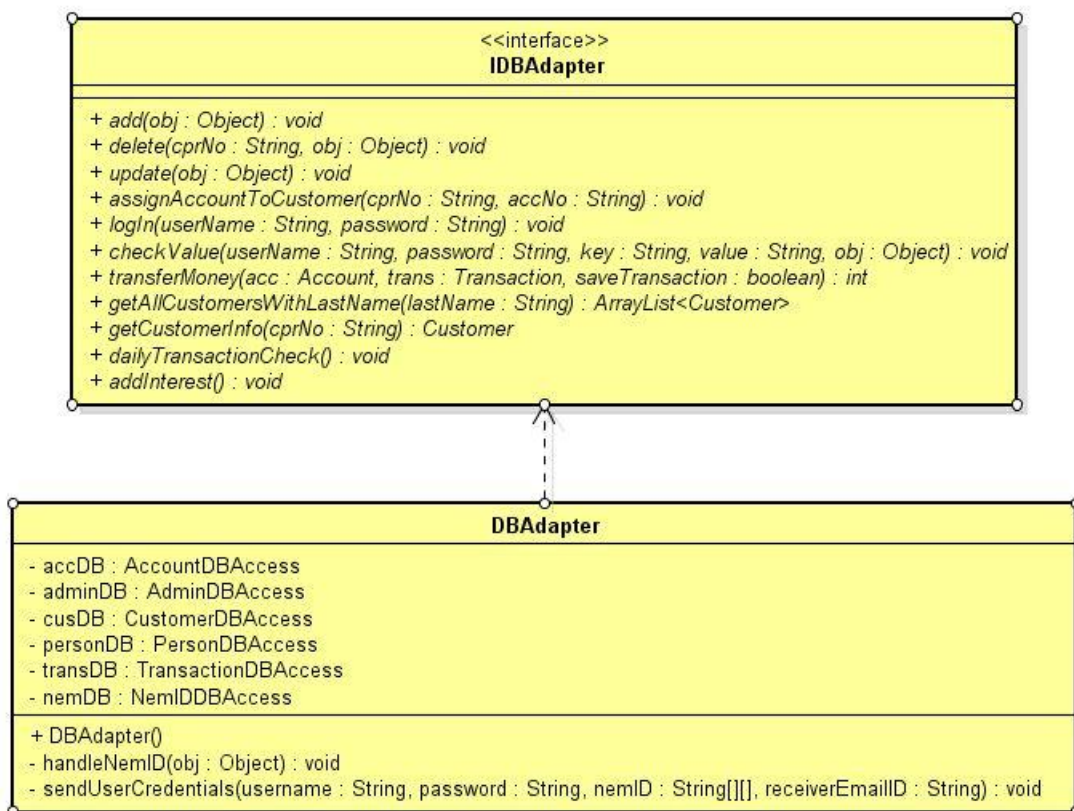 <<interface>>
IDBAdapter
+ add(obj : Object) : void
+ delete(cprNo : String, obj : Object) : void
+ update(obj : Object) : void
+ assignAccountToCustomer(cprNo : String, accNo : String) : void
+ logIn(userName : String, password : String) : void
+ checkValue(userName : String, password : String, key : String, value : String, obj : Object) : void
+ transferMoney(acc : Account, trans : Transaction, saveTransaction : boolean) : int
+ getAllCustomersWithLastName(lastName : String) : ArrayList<Customer>
+ getCustomerInfo(cprNo : String) : Customer
+ dailyTransactionCheck() : void
+ addInterest() : void
DBAdapter
- accDB : AccountDBAccess
- adminDB : AdminDBAccess
- cusDB : CustomerDBAccess
- personDB : PersonDBAccess
- transDB : TransactionDBAccess
- nemDB : NemIDDBAccess
+ DBAdapter()
- handleNemID(obj : Object) : void
- sendUserCredentials(username : String, password : String, nemID : String[][], receiverEmailID : String) : void